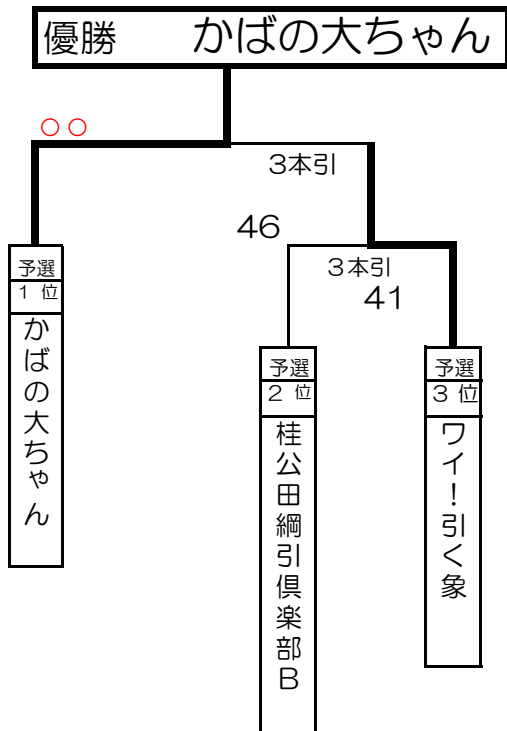 優勝　かばの大ちゃん
○○
3本引
46
3本引
41
予選
1 位
かばの大ちゃん
予選
2 位
桂公田綱引倶楽部B
予選
3 位
ワイ！引く象